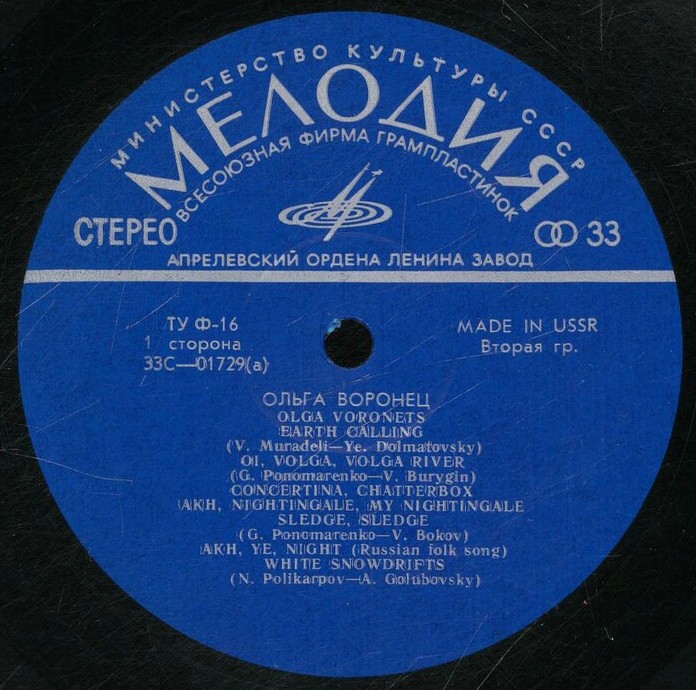 МИНИСТЕРСТВО КУЛЬТУРЫ СССР
МЕЛОДИЯ
ВСЕСОЮЗНАЯ ФИРМА ГРАМПЛАСТИНОК
СТЕРЕО 33
АПРЕЛЕВСКИЙ ОРДЕНА ЛЕНИНА ЗАВОД
ТУ Ф-16 MADE IN USSR
1 сторона Вторая гр.
33С—01729(а)
ОЛЬГА ВОРОНЕЦ
OLGA VORONETS
EARTH CALLING
(V. Muradeli—Ye. Dolmatovsky)
OI, VOLGA, VOLGA RIVER
(G. Ponomarenko—V. Burygin)
CONCERTINA, CHATTERBOX
AKH, NIGHTINGALE, MY NIGHTINGALE
SLEDGE, SLEDGE
(G. Ponomarenko—V. Bokov)
AKH, YE, NIGHT (Russian folk song)
WHITE SNOWDRIFTS
(N. Polikarpov—A. Golubovsky)